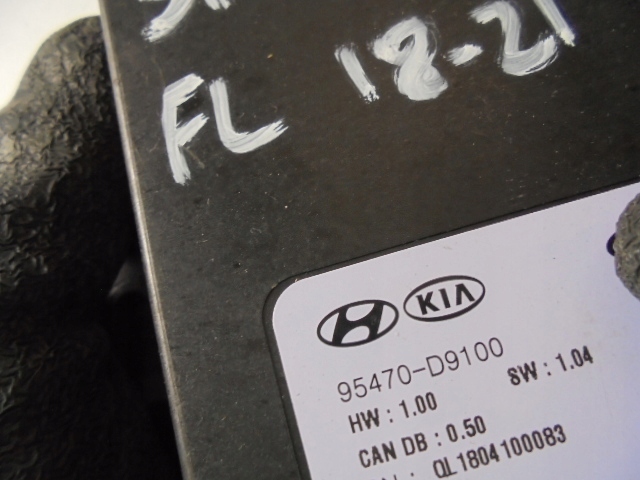 FL 18-21
KIA
95470-D9100
HW : 1.00 SW : 1.04
CAN DB : 0.50
QL1804100083